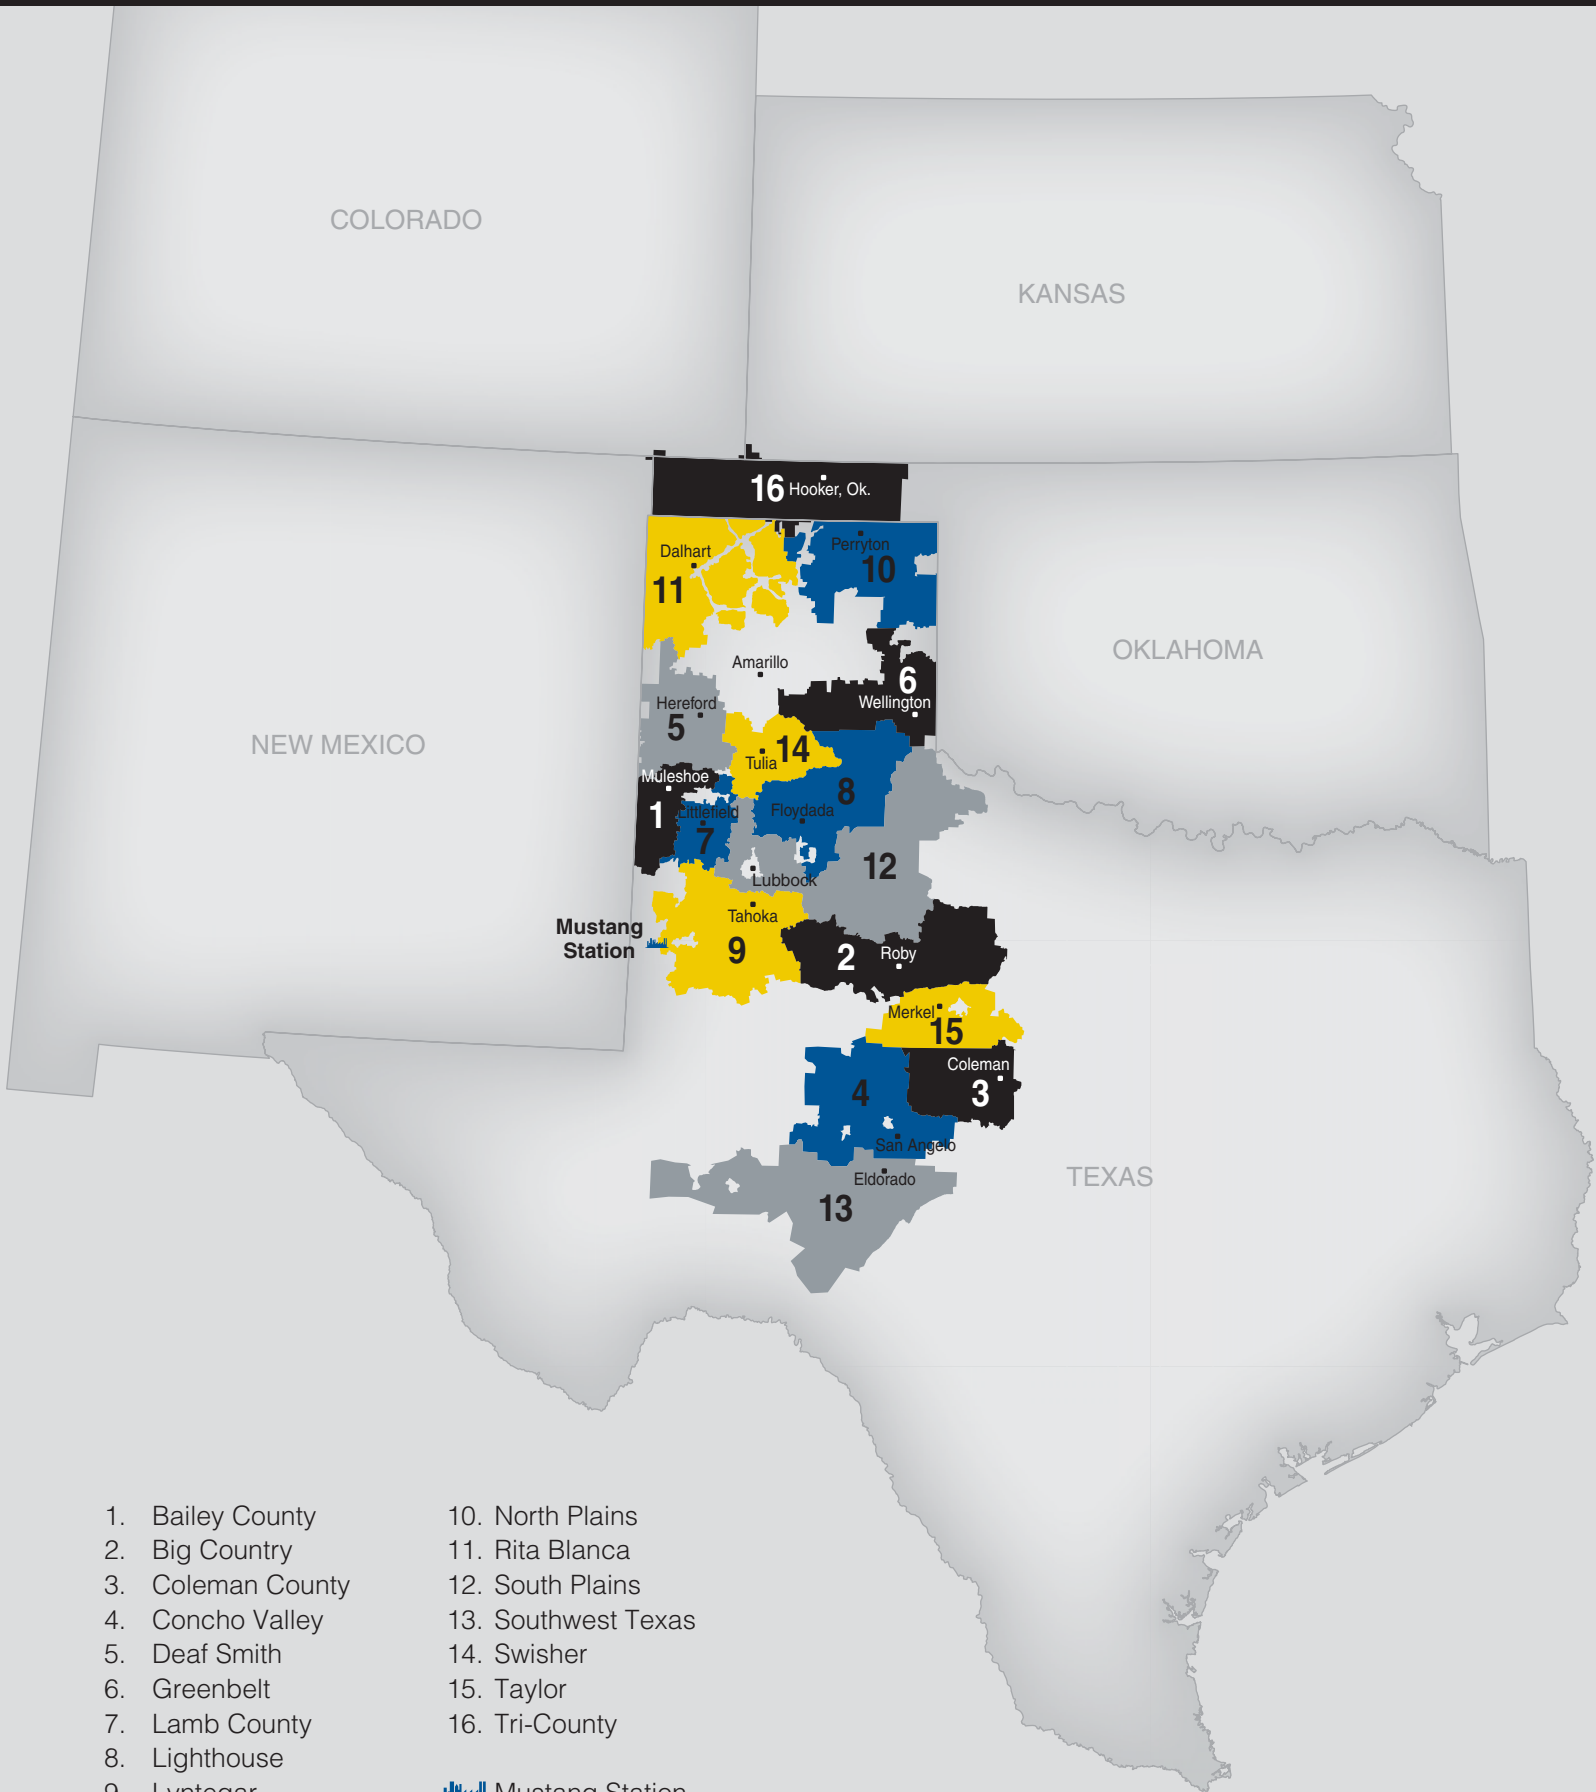 COLORADO
KANSAS
16 Hooker, Ok.
Dalhart
Perryton
10
11
OKLAHOMA
Amarillo
6
Hereford
Wellington
5
NEW MEXICO
14
Tulia
Muleshoe
8
1
Littlefield
Floydada
7
12
Lubbock
Tahoka
Mustang
Station
9
2
Roby
Merkel
15
Coleman
4
3
San Angelo
TEXAS
Eldorado
13
1. Bailey County
2. Big Country
3. Coleman County
4. Concho Valley
5. Deaf Smith
6. Greenbelt
7. Lamb County
8. Lighthouse
9. Lyntegar
10. North Plains
11. Rita Blanca
12. South Plains
13. Southwest Texas
14. Swisher
15. Taylor
16. Tri-County
Mustang Station